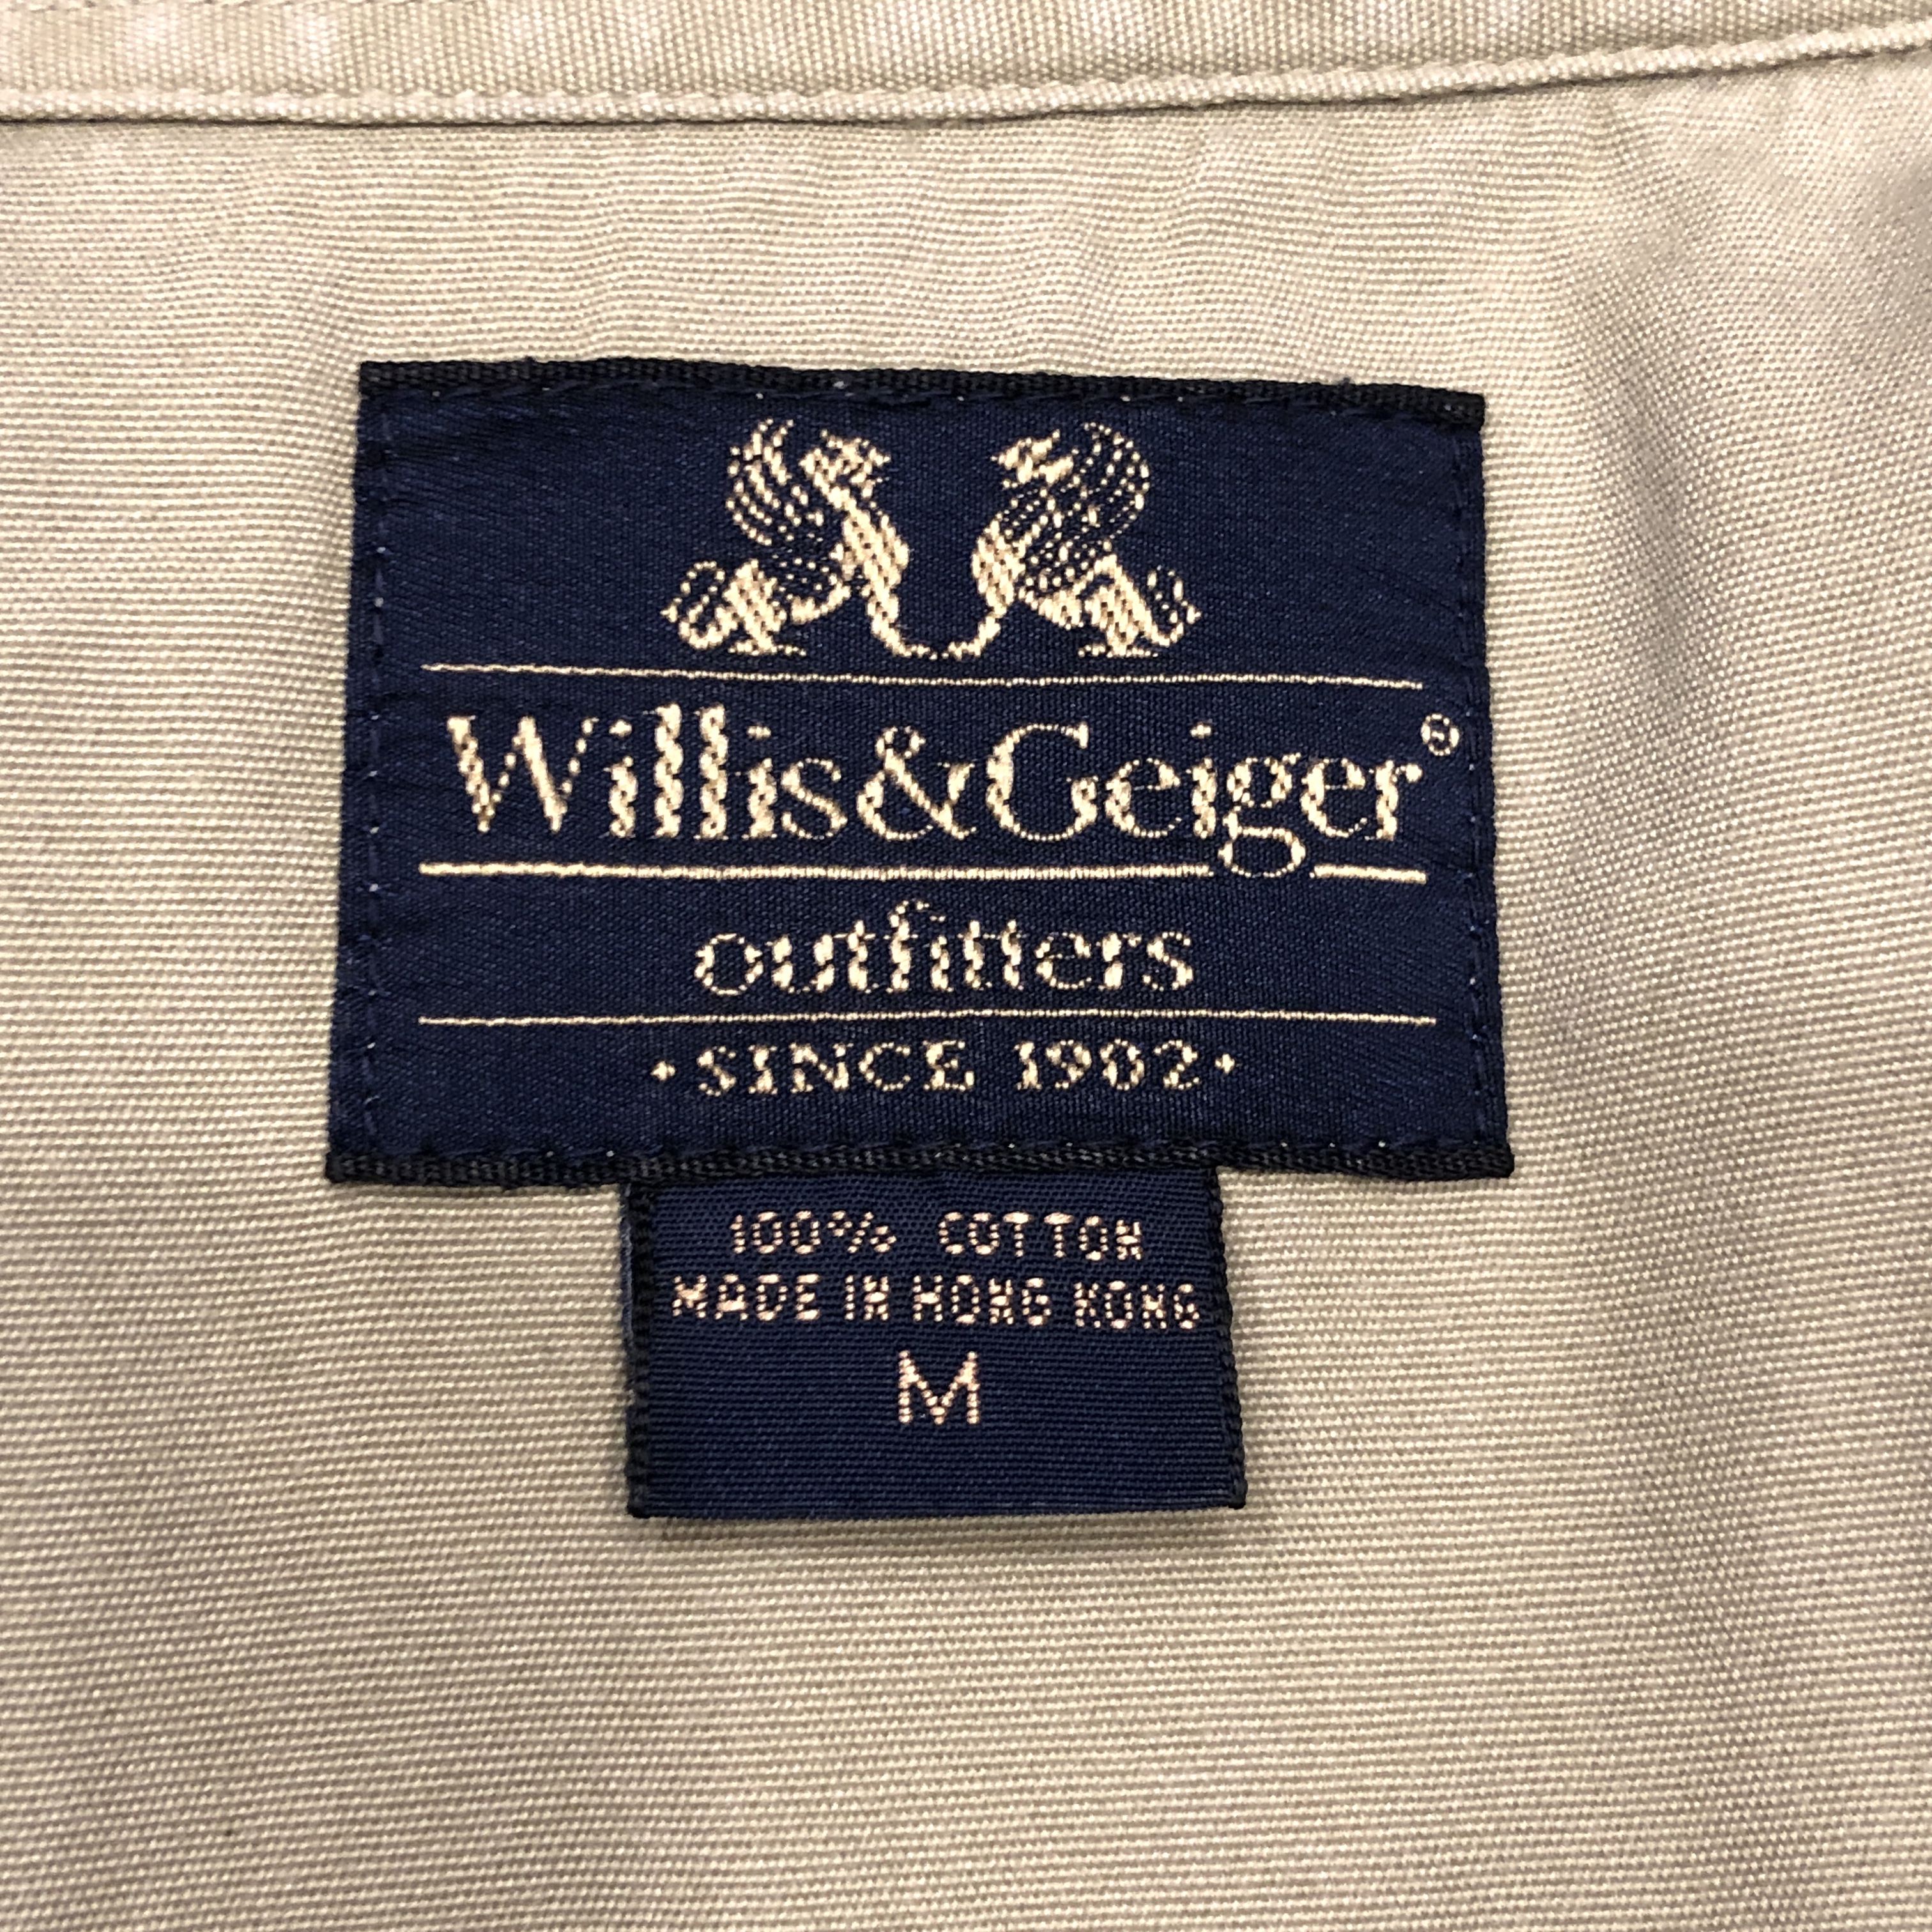 Willis&Geiger®
outfitters
·SINCE 1902·
100% COTTON
MADE IN HONG KONG
M